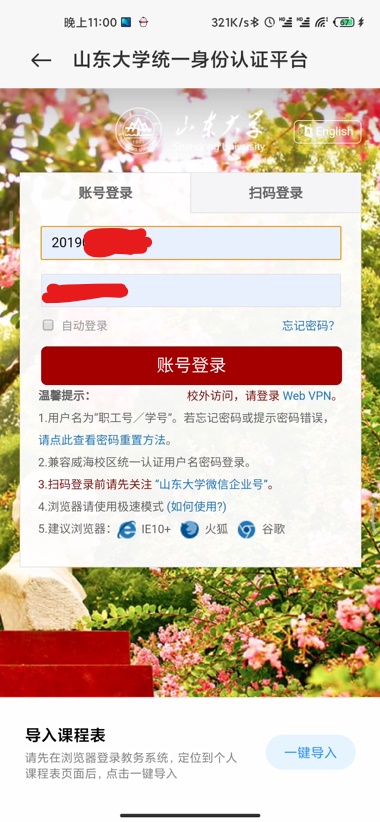 晚上11:00
321K/s
67
山东大学统一身份认证平台
山东大学
Shandong University
English
账号登录
扫码登录
2019
自动登录
忘记密码?
账号登录
温馨提示：
校外访问，请登录 Web VPN。
1.用户名为“职工号／学号”。若忘记密码或提示密码错误，
请点此查看密码重置方法。
2.兼容威海校区统一认证用户名密码登录。
3.扫码登录前请先关注 “山东大学微信企业号”。
4.浏览器请使用极速模式 (如何使用?)
5.建议浏览器： IE10+ 火狐 谷歌
导入课程表
请先在浏览器登录教务系统, 定位到个人
课程表页面后，点击一键导入
一键导入